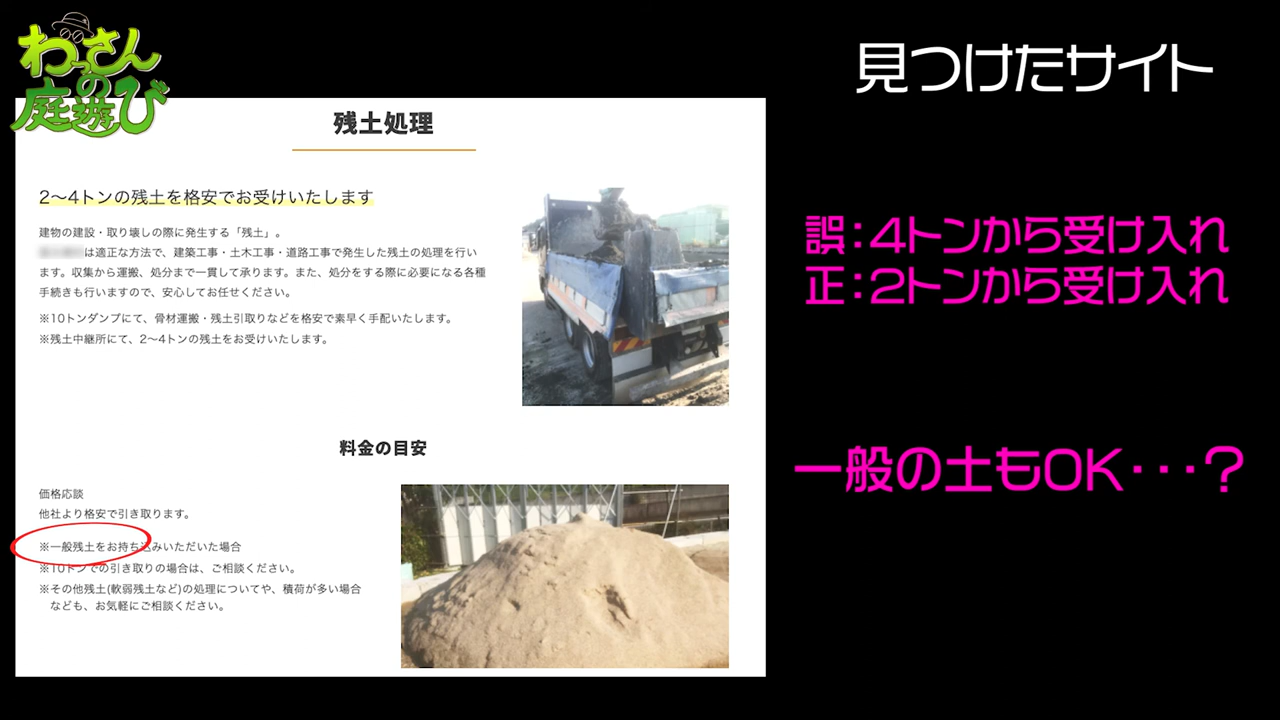 わっさん
の
庭遊び
見つけたサイト
残土処理
2〜4トンの残土を格安でお受けいたします
建物の建設・取り壊しの際に発生する「残土」。
は適正な方法で、建築工事・土木工事・道路工事で発生した残土の処理を行い
ます。収集から運搬、処分まで一貫して承ります。また、処分をする際に必要になる各種
手続きも行いますので、安心してお任せください。
※10トンダンプにて、骨材運搬・残土引取りなどを格安で素早く手配いたします。
※残土中継所にて、2〜4トンの残土をお受けいたします。
誤：4トンから受け入れ
正：2トンから受け入れ
料金の目安
価格応談
他社より格安で引き取ります。
※一般残土をお持ち込みいただいた場合
※10トンでの引き取りの場合は、ご相談ください。
※その他残土(軟弱残土など)の処理についてや、積荷が多い場合
なども、お気軽にご相談ください。
一般の土もOK･･･？